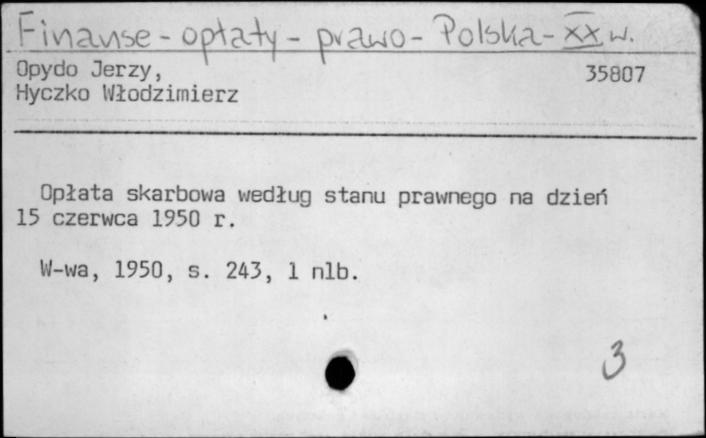 Finanse - opłaty - prawo - Polska - XX w.
Opydo Jerzy, 35807
Hyczko Włodzimierz
Opłata skarbowa według stanu prawnego na dzień
15 czerwca 1950 r.
W-wa, 1950, s. 243, 1 nlb.
3